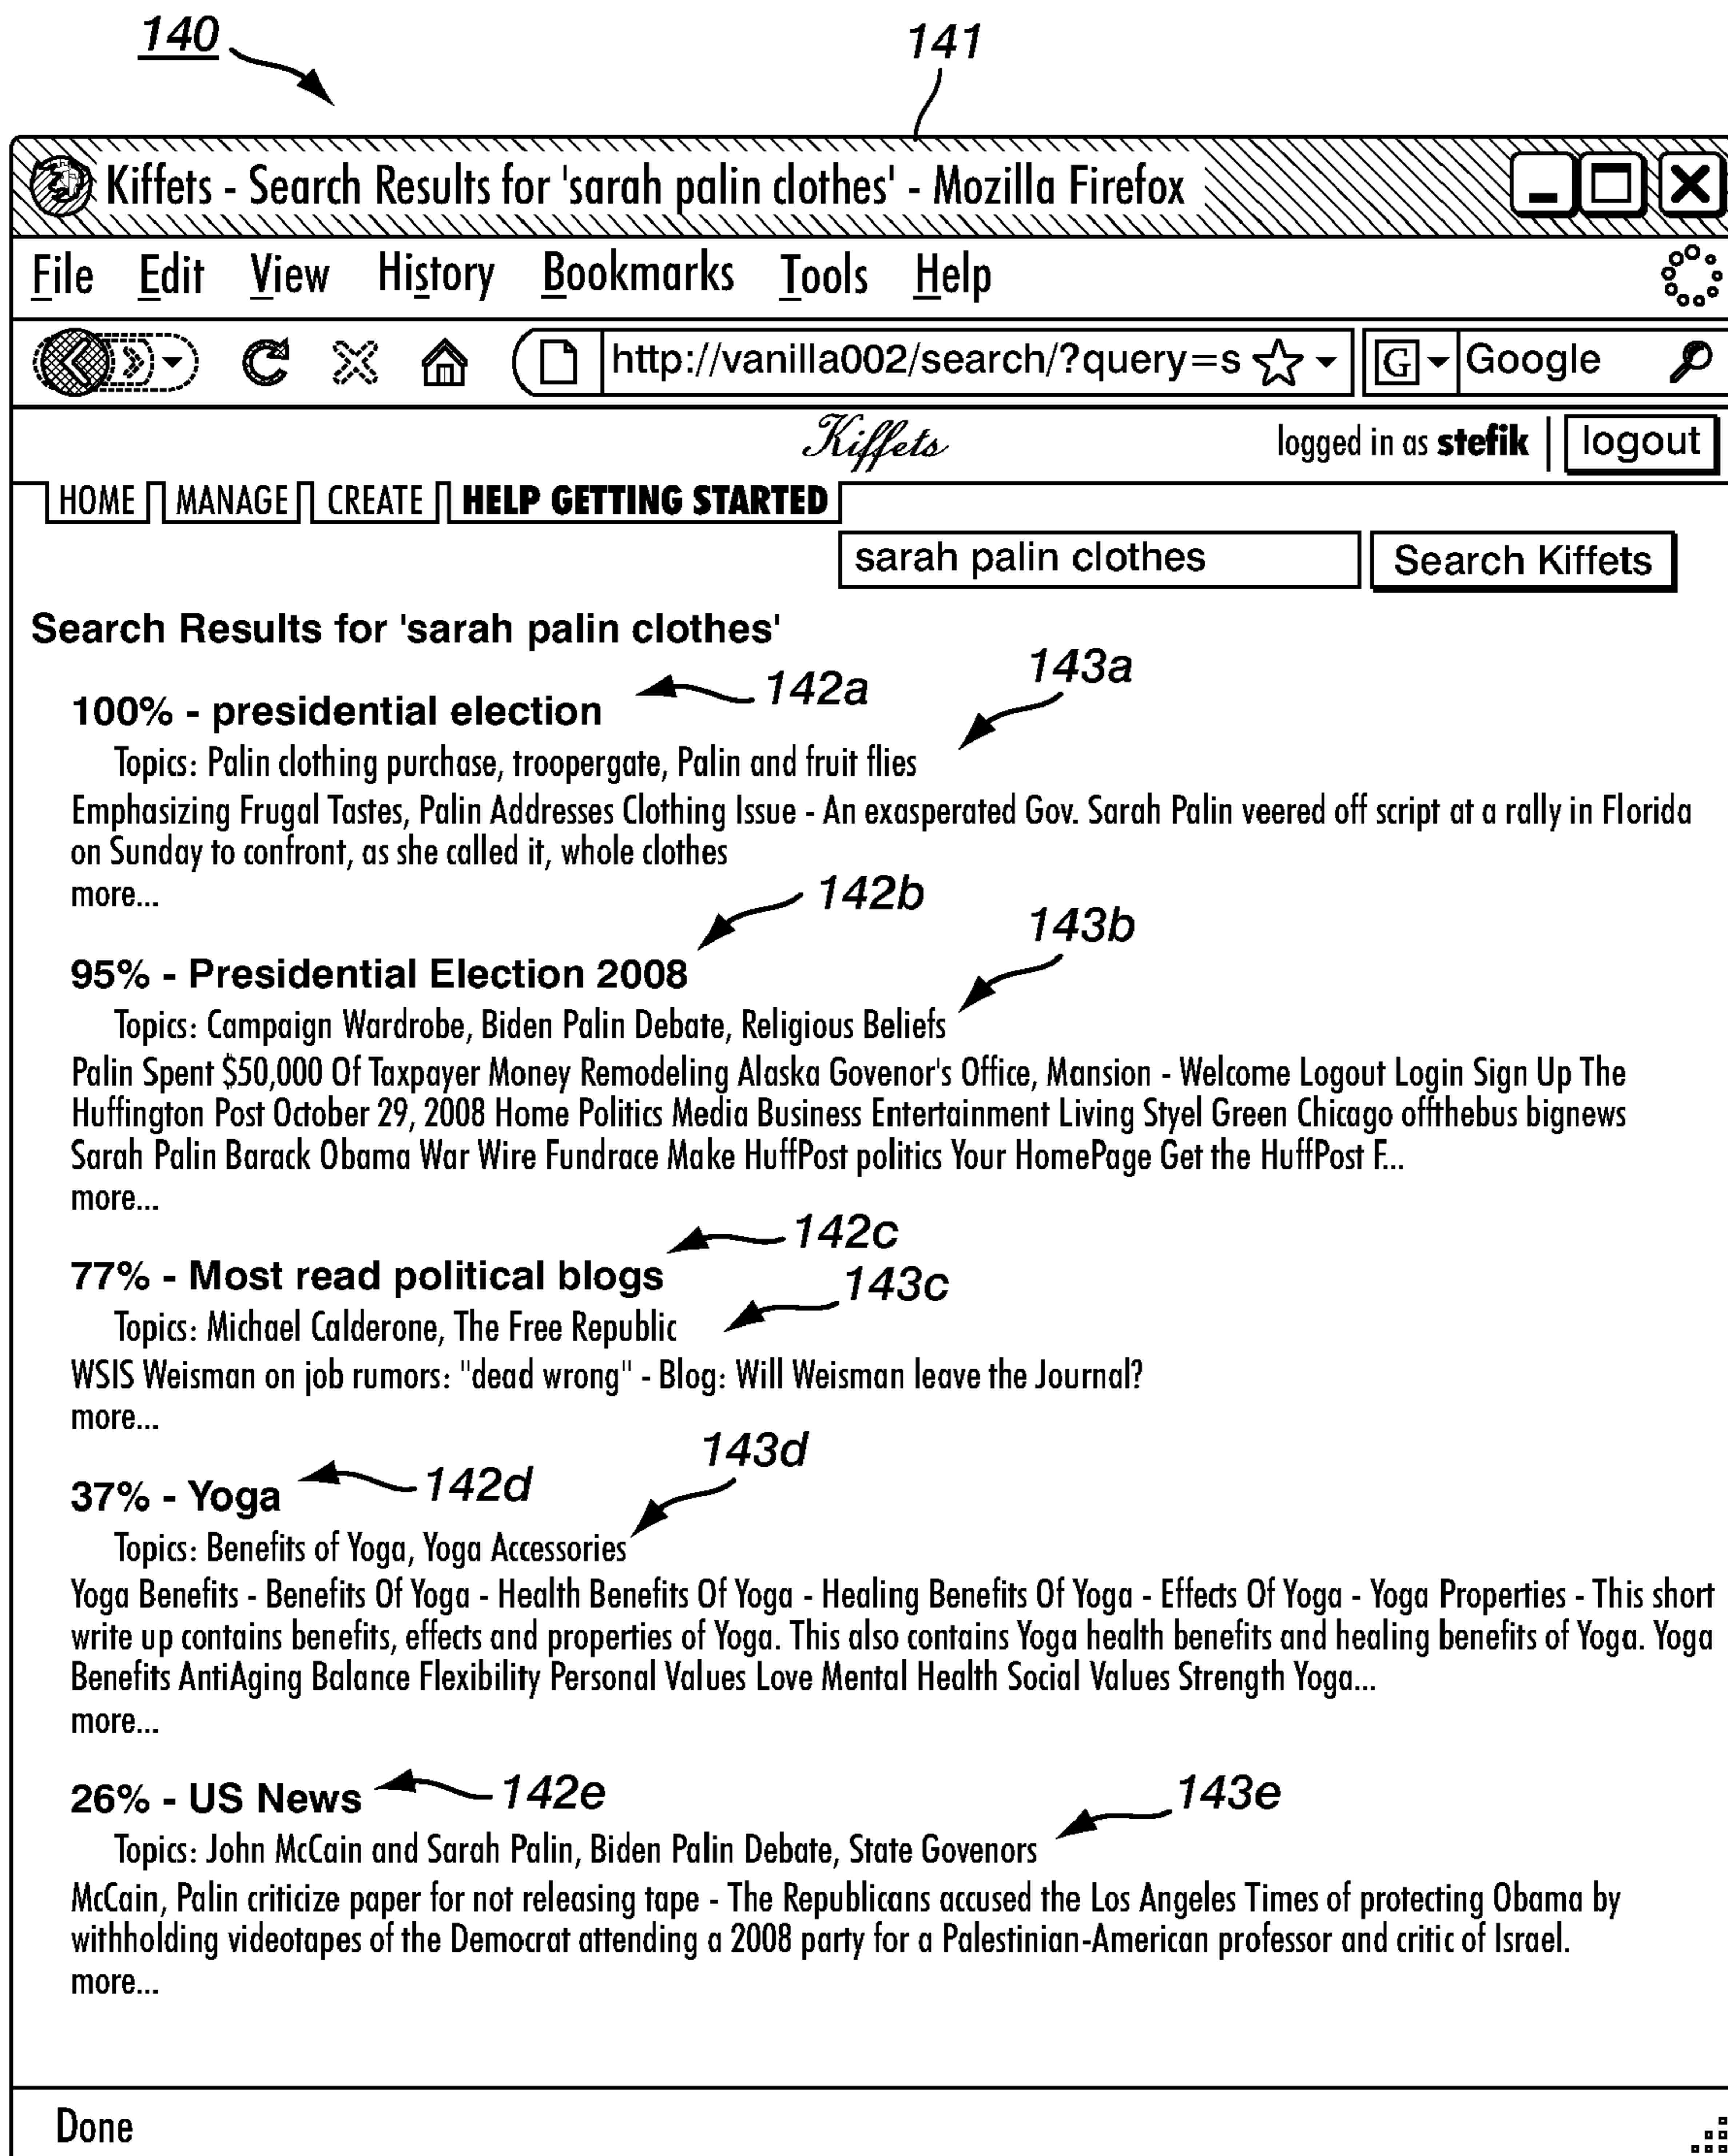 140
141
Kiffets - Search Results for 'sarah palin clothes' - Mozilla Firefox
File Edit View History Bookmarks Tools Help
http://vanilla002/search/?query=s G Google
Kiffets logged in as stefik logout
HOME MANAGE CREATE HELP GETTING STARTED
sarah palin clothes Search Kiffets
Search Results for 'sarah palin clothes'
143a
142a
100% - presidential election
Topics: Palin clothing purchase, troopergate, Palin and fruit flies
Emphasizing Frugal Tastes, Palin Addresses Clothing Issue - An exasperated Gov. Sarah Palin veered off script at a rally in Florida
on Sunday to confront, as she called it, whole clothes
more...
142b
143b
95% - Presidential Election 2008
Topics: Campaign Wardrobe, Biden Palin Debate, Religious Beliefs
Palin Spent $50,000 Of Taxpayer Money Remodeling Alaska Govenor's Office, Mansion - Welcome Logout Login Sign Up The
Huffington Post October 29, 2008 Home Politics Media Business Entertainment Living Styel Green Chicago offthebus bignews
Sarah Palin Barack Obama War Wire Fundrace Make HuffPost politics Your HomePage Get the HuffPost F...
more...
142c
77% - Most read political blogs
143c
Topics: Michael Calderone, The Free Republic
WSIS Weisman on job rumors: "dead wrong" - Blog: Will Weisman leave the Journal?
more...
143d
37% - Yoga 142d
Topics: Benefits of Yoga, Yoga Accessories
Yoga Benefits - Benefits Of Yoga - Health Benefits Of Yoga - Healing Benefits Of Yoga - Effects Of Yoga - Yoga Properties - This short
write up contains benefits, effects and properties of Yoga. This also contains Yoga health benefits and healing benefits of Yoga. Yoga
Benefits AntiAging Balance Flexibility Personal Values Love Mental Health Social Values Strength Yoga...
more...
26% - US News 142e 143e
Topics: John McCain and Sarah Palin, Biden Palin Debate, State Govenors
McCain, Palin criticize paper for not releasing tape - The Republicans accused the Los Angeles Times of protecting Obama by
withholding videotapes of the Democrat attending a 2008 party for a Palestinian-American professor and critic of Israel.
more...
Done